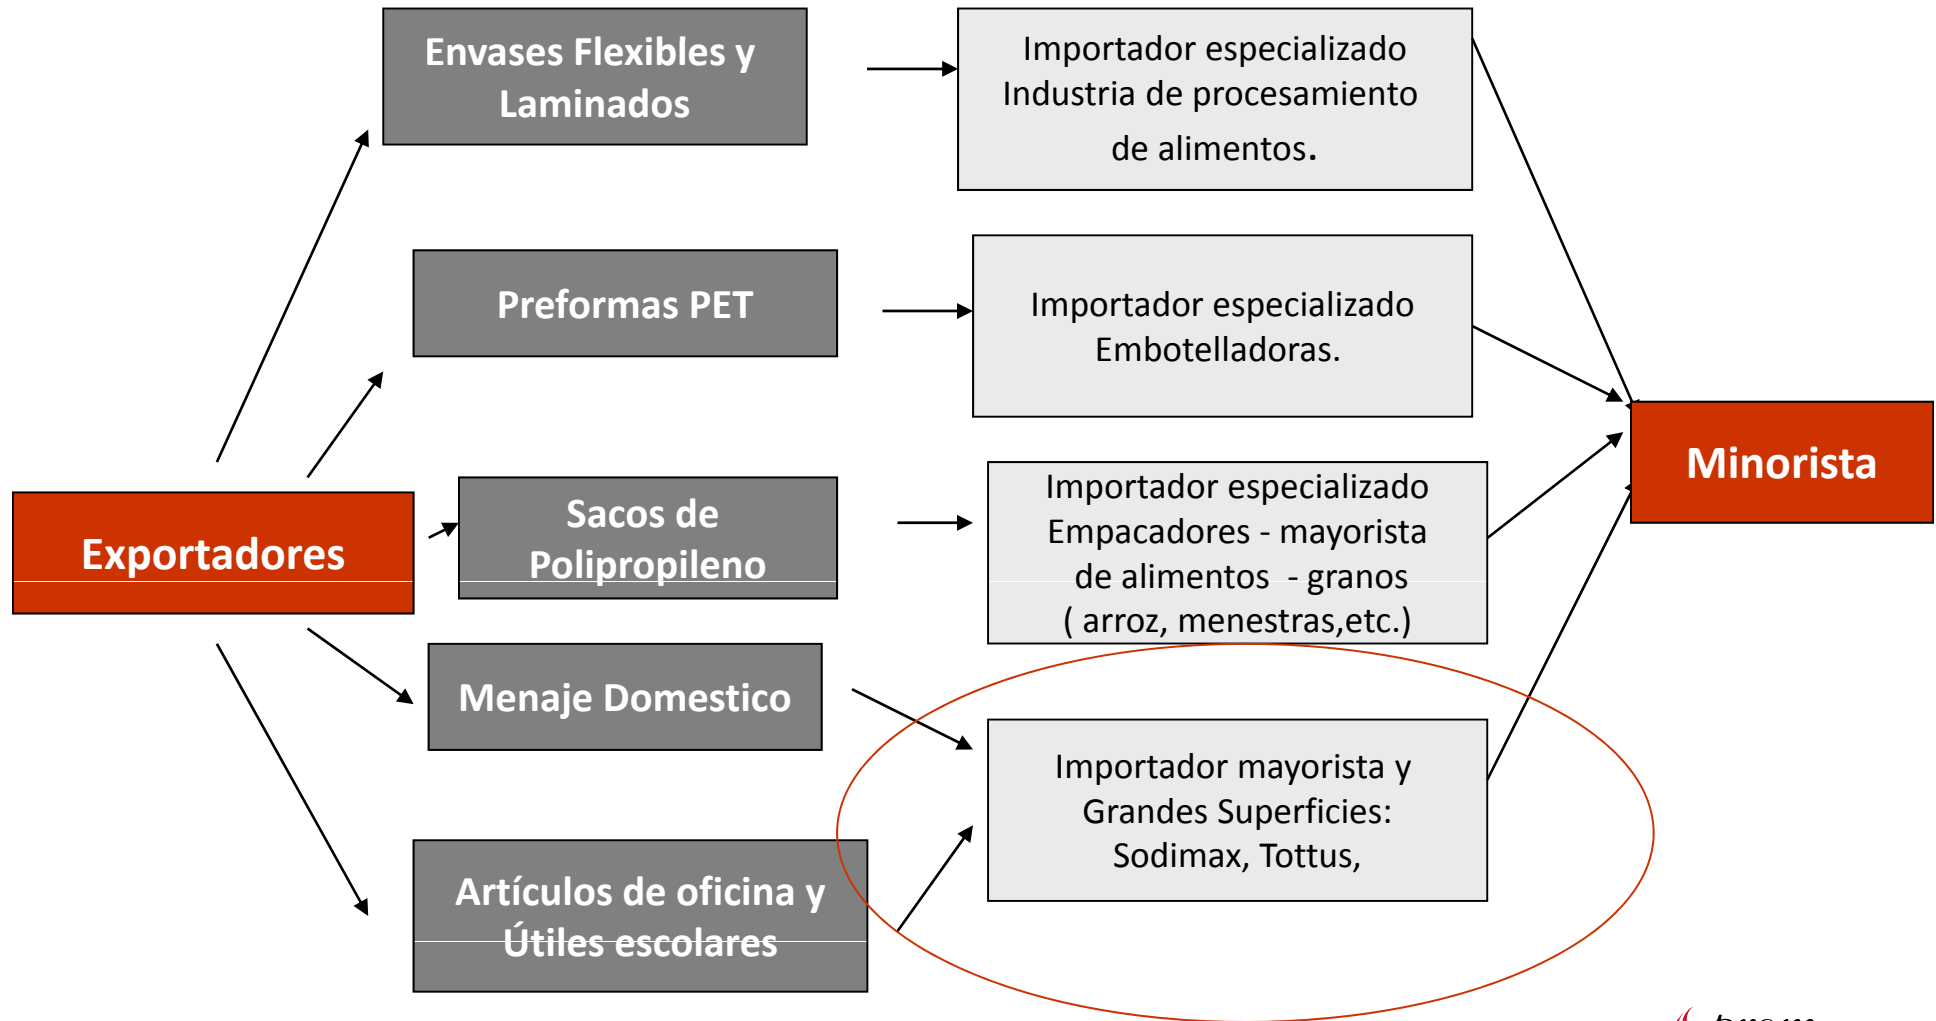 Envases Flexibles y
Laminados
Importador especializado
Industria de procesamiento
de alimentos.
Preformas PET
Importador especializado
Embotelladoras.
Exportadores
Sacos de
Polipropileno
Importador especializado
Empacadores - mayorista
de alimentos - granos
( arroz, menestras,etc.)
Minorista
Menaje Domestico
Importador mayorista y
Grandes Superficies:
Sodimax, Tottus,
Artículos de oficina y
Útiles escolares